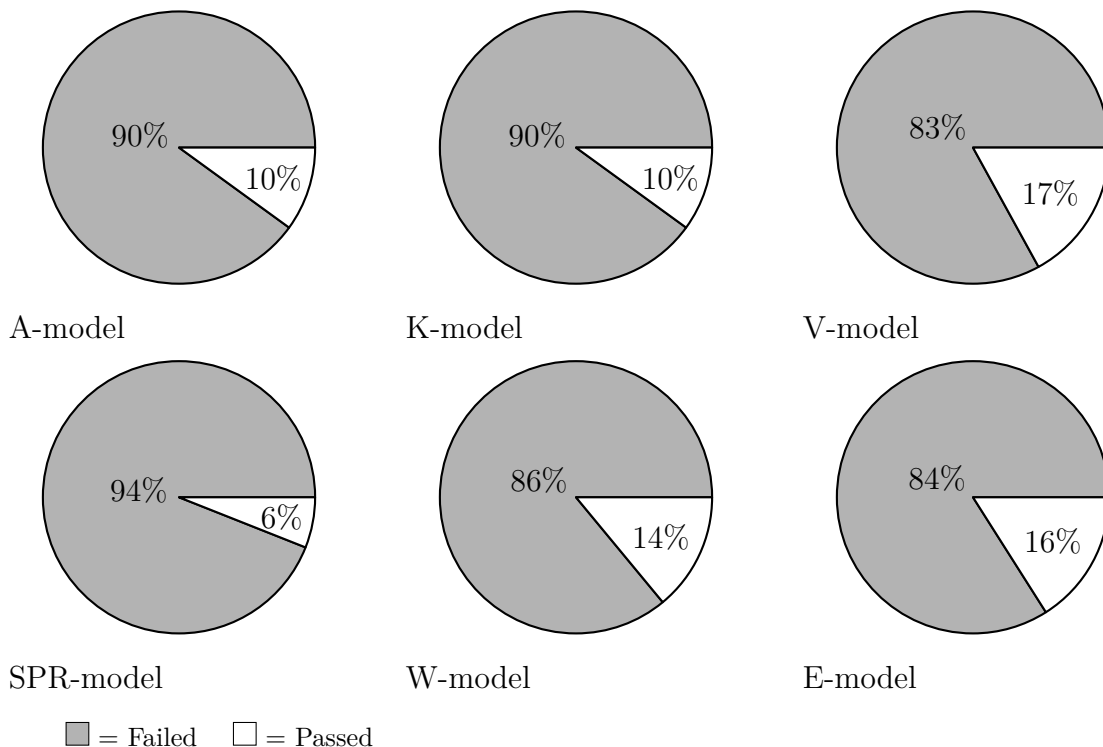 90% 90% 83%
10% 10% 17%
A-model K-model V-model
94% 86% 84%
6% 14% 16%
SPR-model W-model E-model
= Failed = Passed